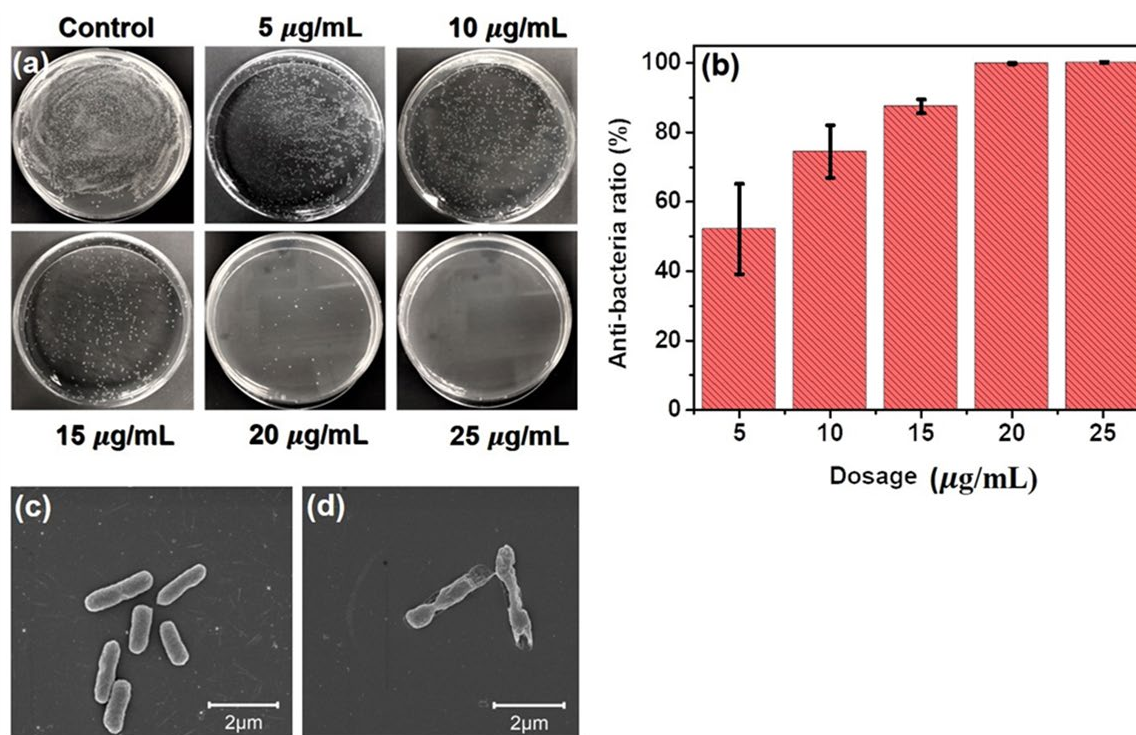 Control 5 μg/mL 10 μg/mL
(a)
15 μg/mL 20 μg/mL 25 μg/mL
(b)
Anti-bacteria ratio (%)
100
80
60
40
20
0
5 10 15 20 25
Dosage (μg/mL)
(c)
2μm
(d)
2μm